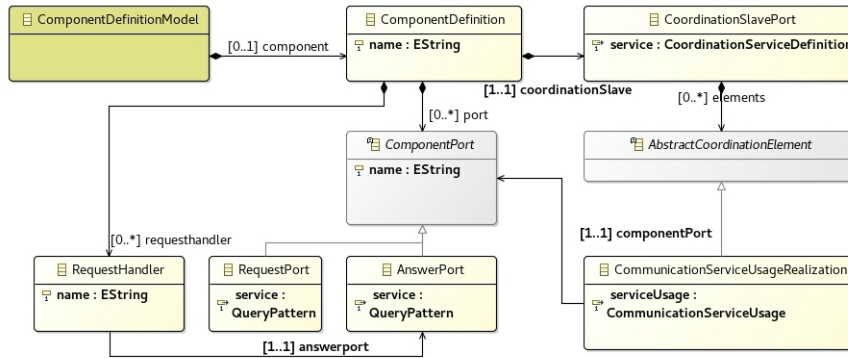 ComponentDefinitionModel
ComponentDefinition
CoordinationSlavePort
name : EString
service : CoordinationServiceDefinitio
[0..1] component
[1..1] coordinationSlave
[0..*] elements
[0..*] port
ComponentPort
name : EString
AbstractCoordinationElement
[0..*] requesthandler
[1..1] componentPort
RequestHandler
name : EString
RequestPort
service :
QueryPattern
AnswerPort
service :
QueryPattern
CommunicationServiceUsageRealization
serviceUsage :
CommunicationServiceUsage
[1..1] answerport